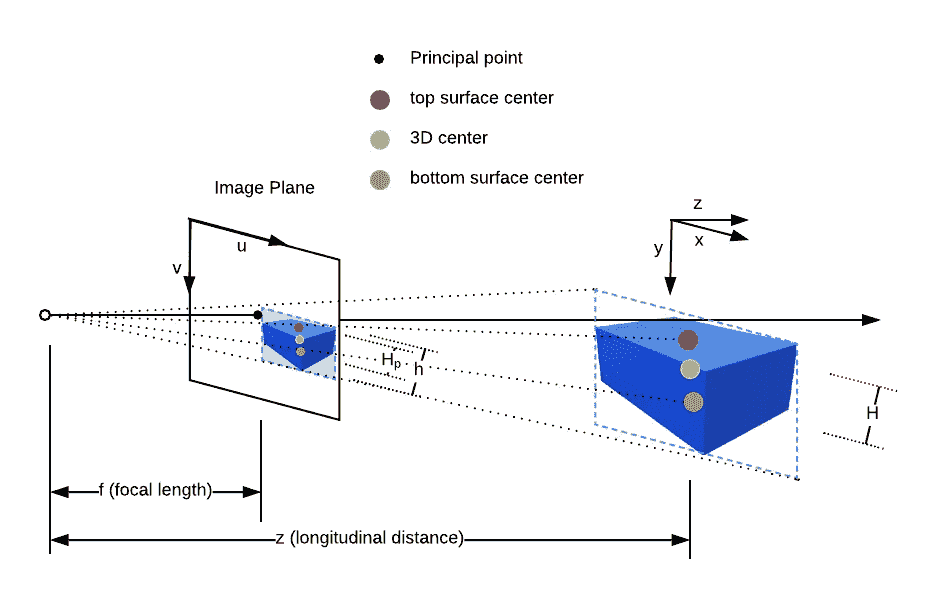 Principal point
top surface center
3D center
bottom surface center
Image Plane
z
u
x
y
v
Hp
h
H
f (focal length)
z (longitudinal distance)